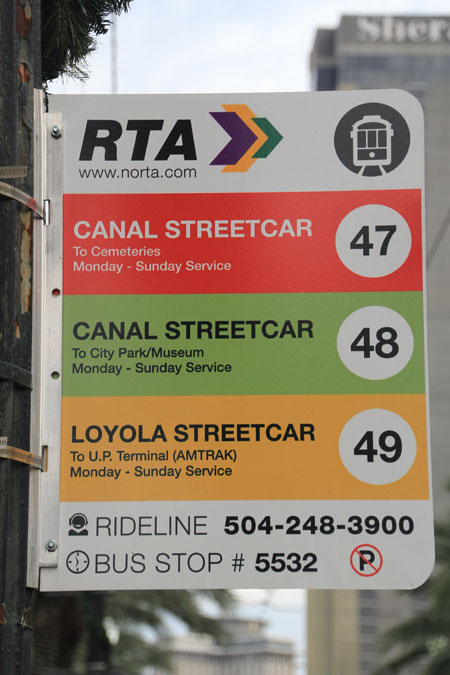 Shera
RTA
www.norta.com
CANAL STREETCAR
To Cemeteries
Monday - Sunday Service
47
CANAL STREETCAR
To City Park/Museum
Monday - Sunday Service
48
LOYOLA STREETCAR
To U.P. Terminal (AMTRAK)
Monday - Sunday Service
49
RIDELINE 504-248-3900
BUS STOP # 5532 P